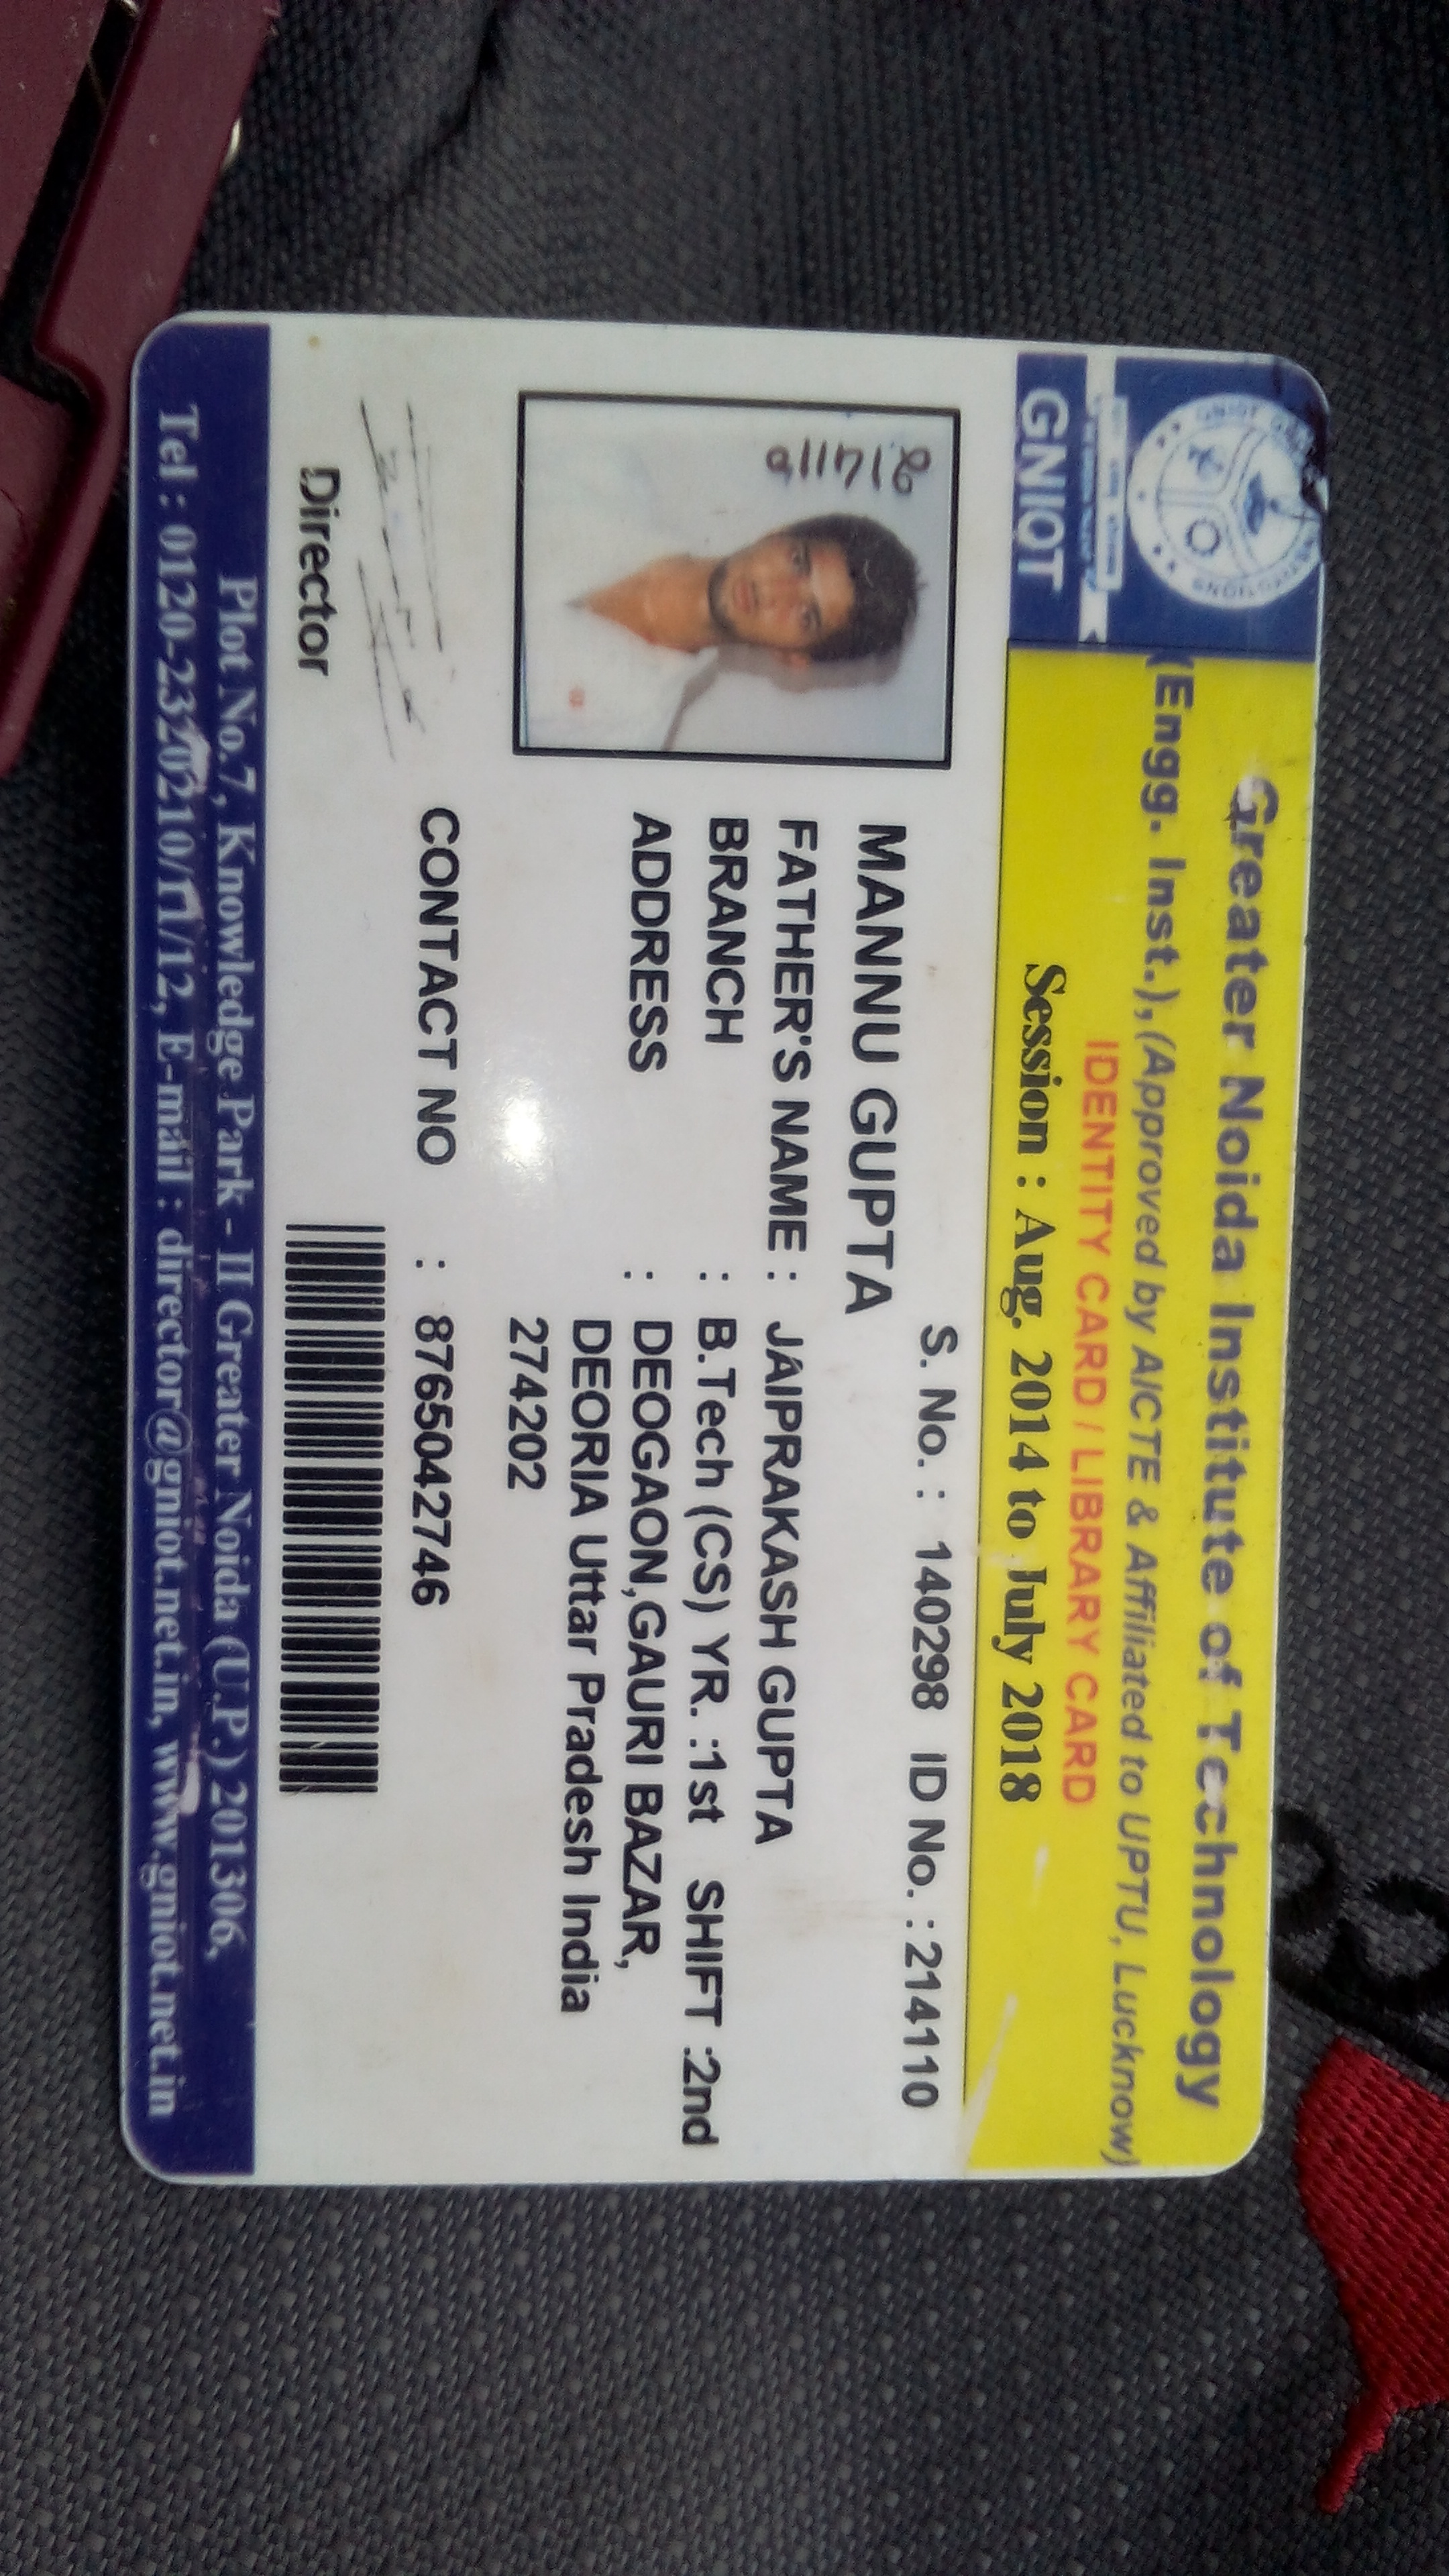 Greater Noida Institute of Technology
(Engg. Inst.), (Approved by AICTE & Affiliated to UPTU, Lucknow)
IDENTITY CARD / LIBRARY CARD
Session : Aug. 2014 to July 2018
GNIOT
S. No. : 140298 ID No. : 214110
MANNU GUPTA
FATHER'S NAME : JAIPRAKASH GUPTA
BRANCH : B.Tech (CS) YR. :1st SHIFT :2nd
ADDRESS : DEOGAON,GAURI BAZAR,
DEORIA Uttar Pradesh India
274202
CONTACT NO : 8765042746
Director
Plot No.7, Knowledge Park - II Greater Noida (U.P.) 201306,
Tel : 0120-2320210/11/12, E-mail : director@gniot.net.in, www.gniot.net.in